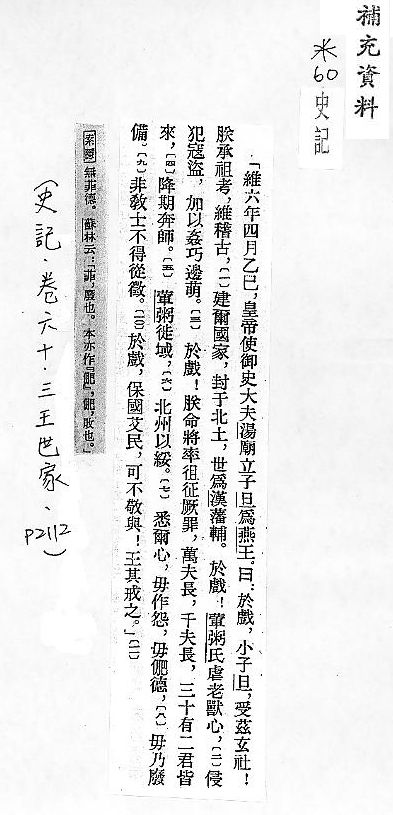 補充資料
※60史記
「維六年四月乙巳，皇帝使御史大夫湯廟立子旦爲燕王。曰：於戲，小子旦，受茲玄社！
朕承祖考，維稽古，〔一〕建爾國家，封于北土，世爲漢藩輔。於戲！葷粥氏虐老獸心，〔二〕侵
犯寇盜，加以姦巧邊萌。〔三〕於戲！朕命將率徂征厥罪，萬夫長，千夫長，三十有二君皆
來，〔四〕降期奔師。〔五〕葷粥徙域，〔六〕北州以綏。〔七〕悉爾心，毋作怨，毋俷德，〔八〕毋乃廢
備。〔九〕非敎士不得從徵。〔一〇〕於戲，保國艾民，可不敬與！王其戒之。」〔一一〕
索隱 無菲德。蘇林云：「菲，廢也。本亦作『俷』，俷，敗也。」
（史記．卷六十．三王世家．P2112）